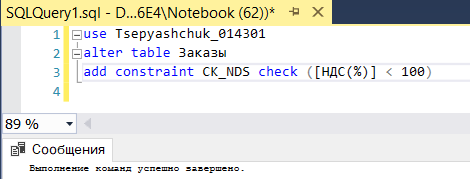 SQLQuery1.sql - D...6E4\Notebook (62))*
1 use Tsepyashchuk_014301
2 alter table Заказы
3 add constraint CK_NDS check ([НДС(%)] < 100)
4
89 %
Сообщения
Выполнение команд успешно завершено.